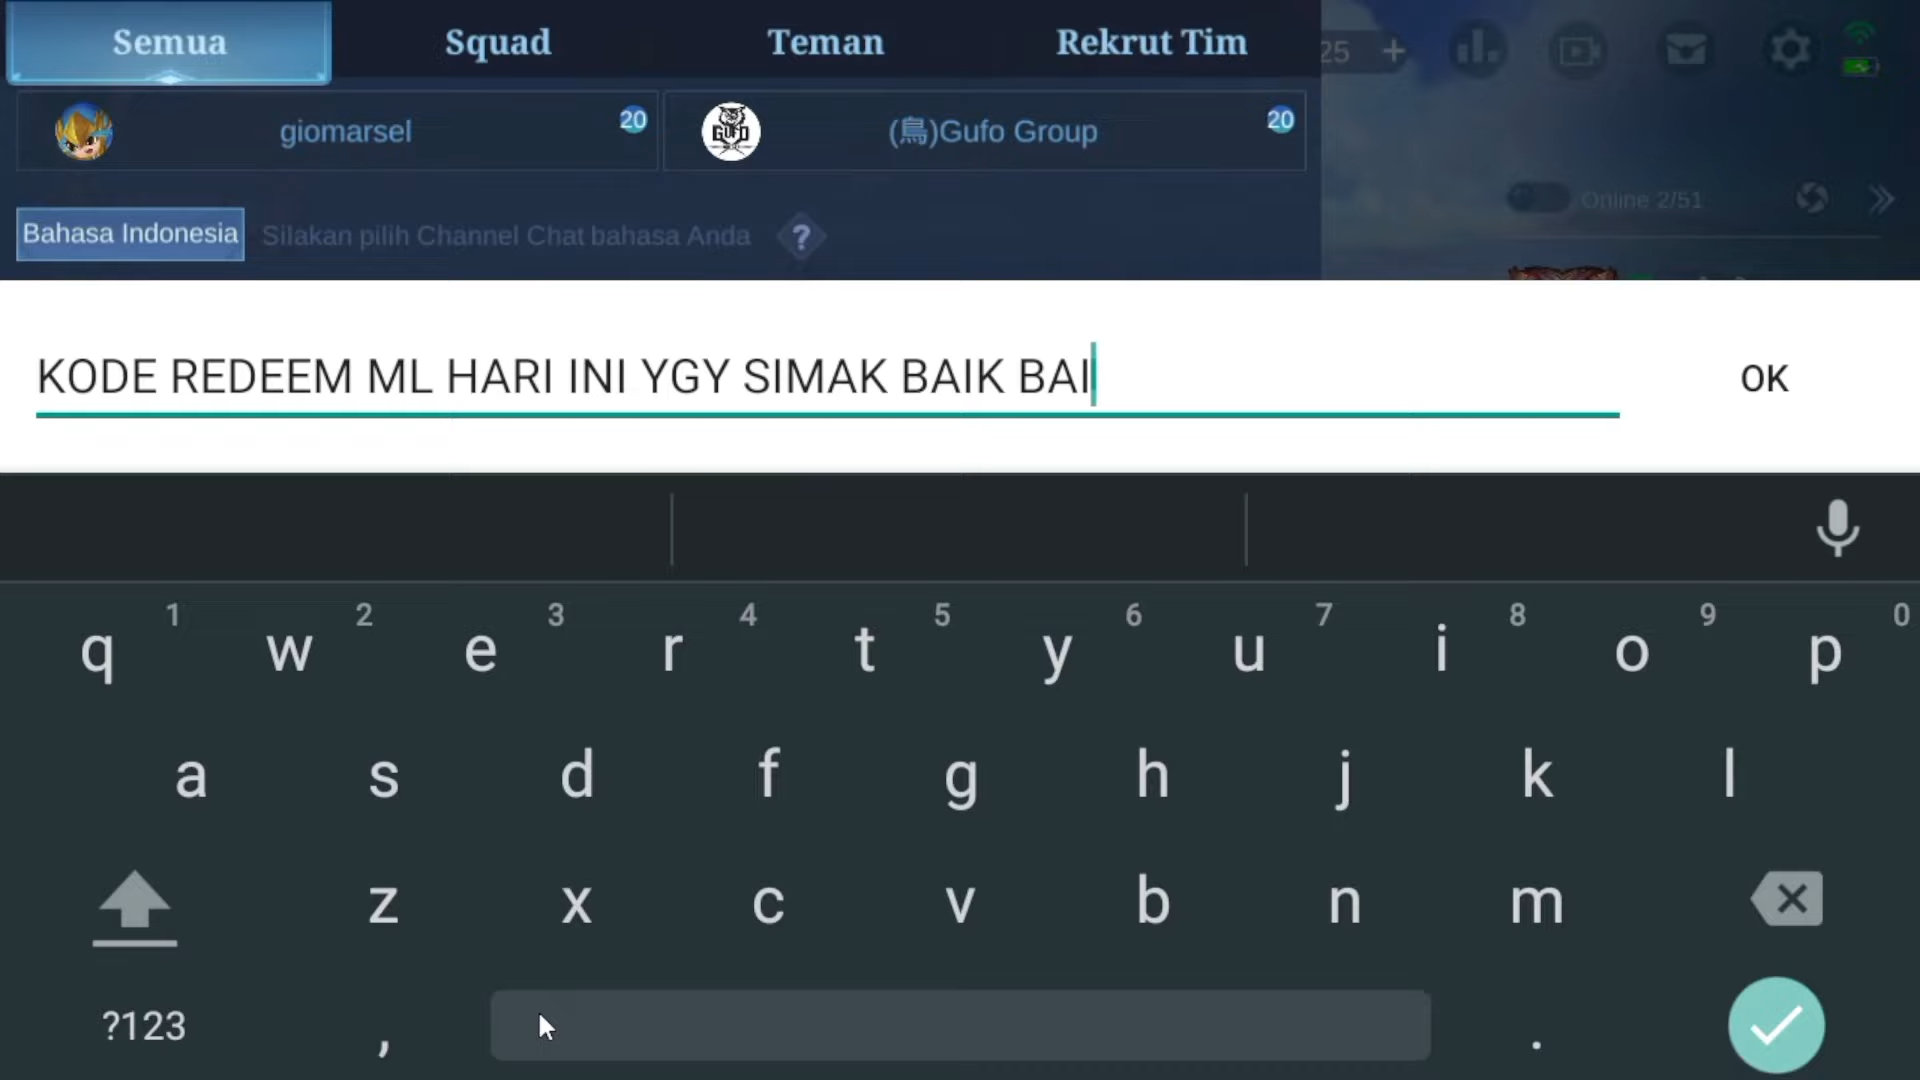 Semua Squad Teman Rekrut Tim
25 +
giomarsel 20 GUFO (鳥)Gufo Group 20
Online 2/51
Bahasa Indonesia Silakan pilih Channel Chat bahasa Anda ?
KODE REDEEM ML HARI INI YGY SIMAK BAIK BAI
OK
1 2 3 4 5 6 7 8 9 0
q w e r t y u i o p
a s d f g h j k l
z x c v b n m
?123 , .